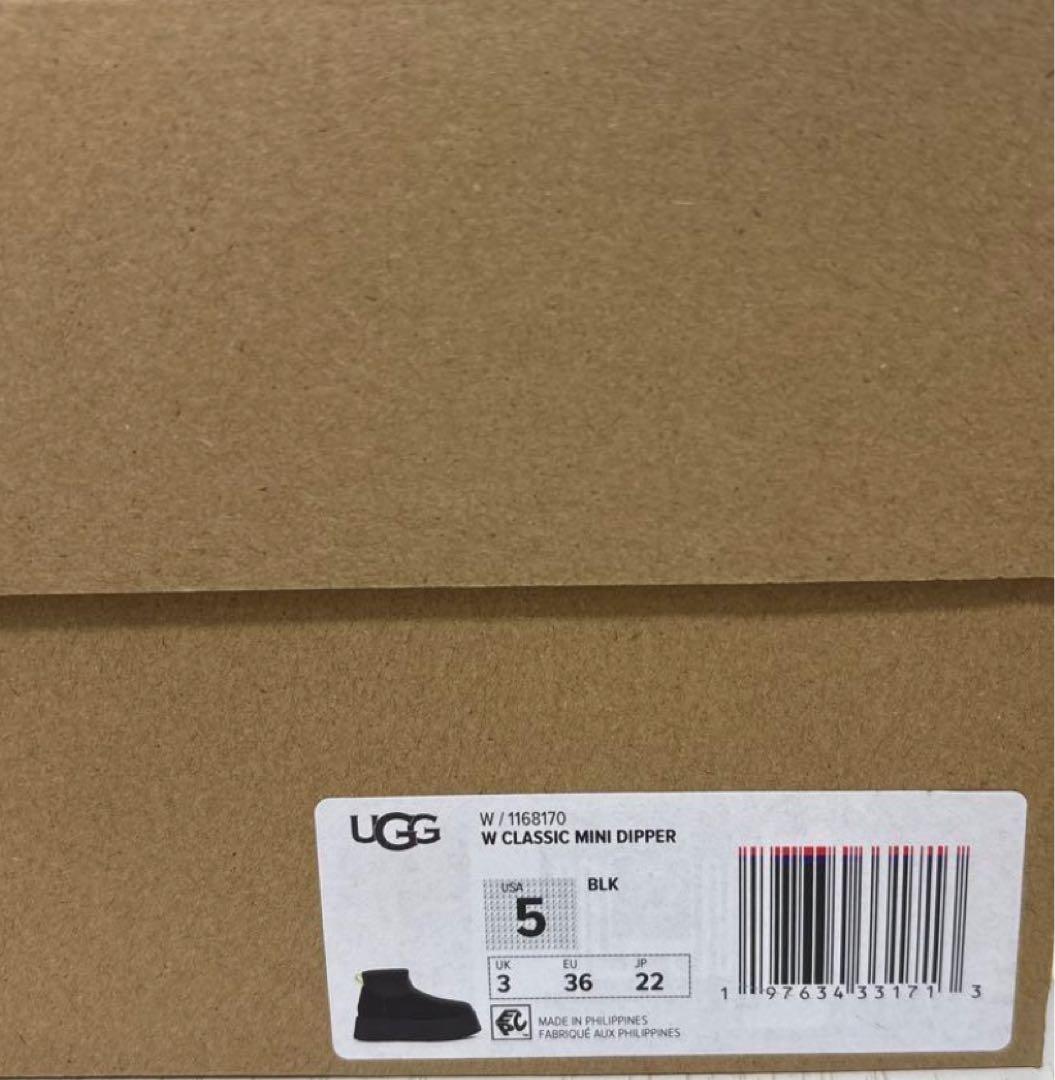 UGG
W / 1168170
W CLASSIC MINI DIPPER
USA
5
BLK
UK EU JP
3 36 22
MADE IN PHILIPPINES
FABRIQUÉ AUX PHILIPPINES
1 97634 33171 3